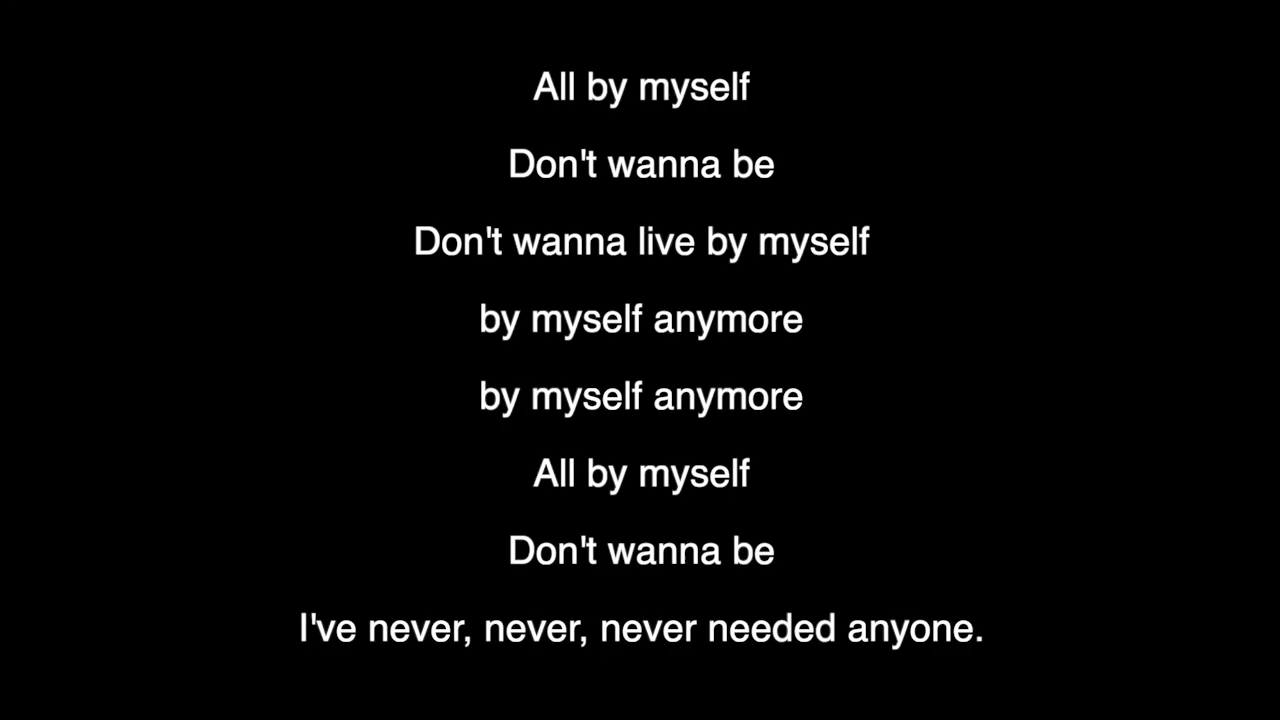 All by myself
Don't wanna be
Don't wanna live by myself
by myself anymore
by myself anymore
All by myself
Don't wanna be
I've never, never, never needed anyone.